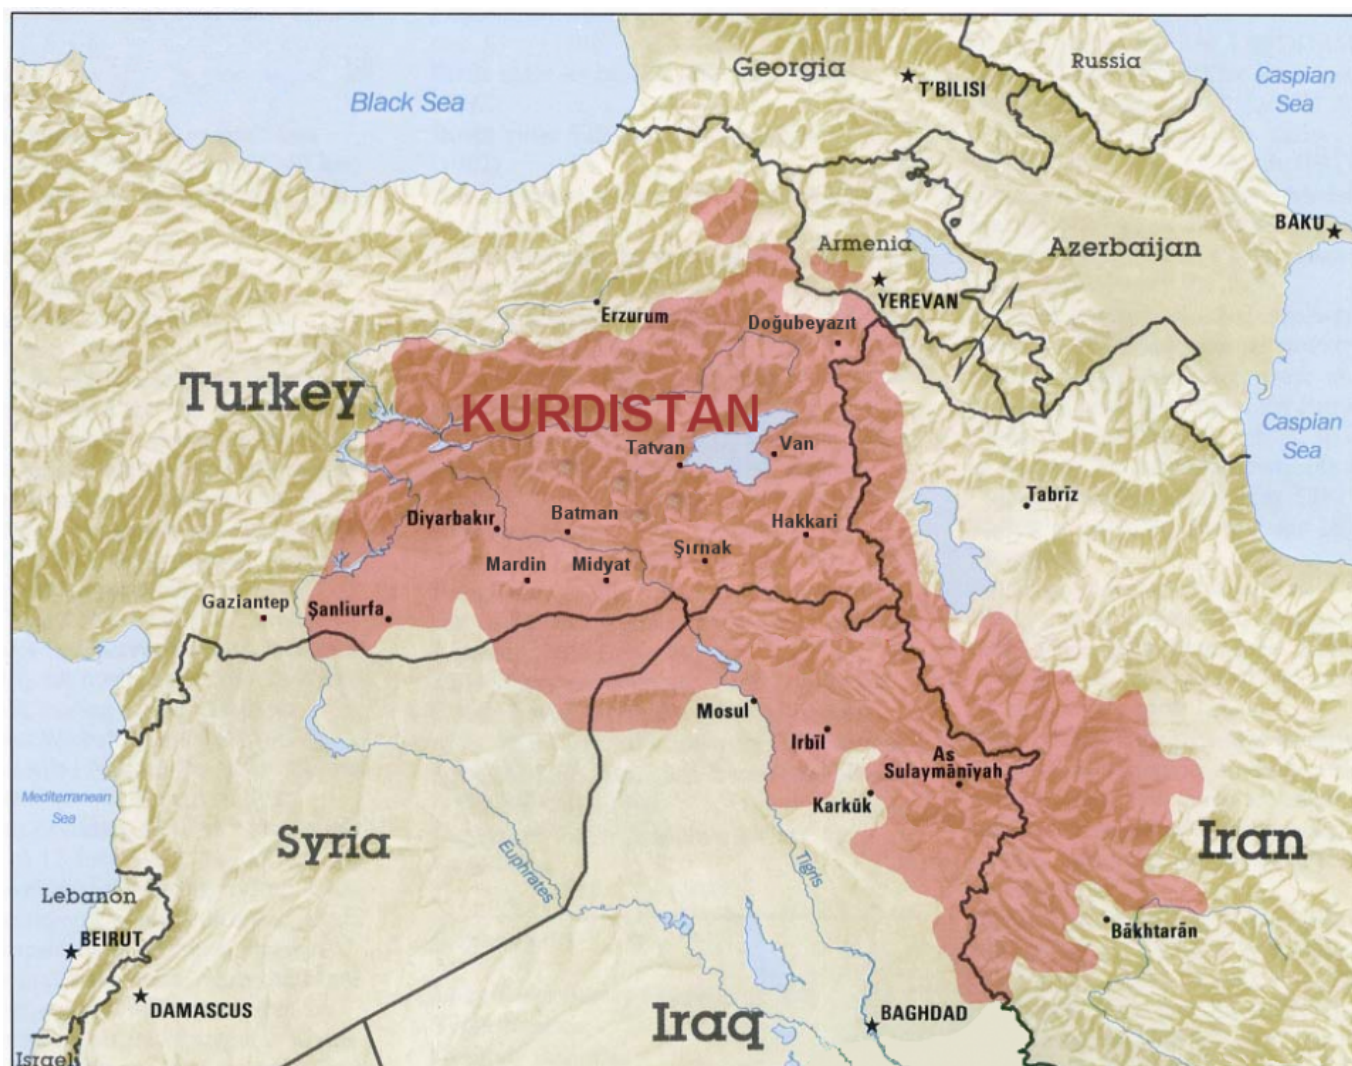 Georgia
Russia
T'BILISI
Caspian
Sea
Black Sea
BAKU
Armenia
Azerbaijan
YEREVAN
Erzurum
Doğubeyazıt
Turkey
KURDISTAN
Caspian
Sea
Tatvan
Van
Tabrīz
Diyarbakır
Batman
Hakkari
Şırnak
Mardin
Midyat
Gaziantep
Şanliurfa
Mosul
Irbīl
As
Sulaymānīyah
Karkūk
Mediterranean
Sea
Syria
Iran
Euphrates
Tigris
Lebanon
BEIRUT
Bākhtarān
DAMASCUS
Iraq
BAGHDAD
Israel